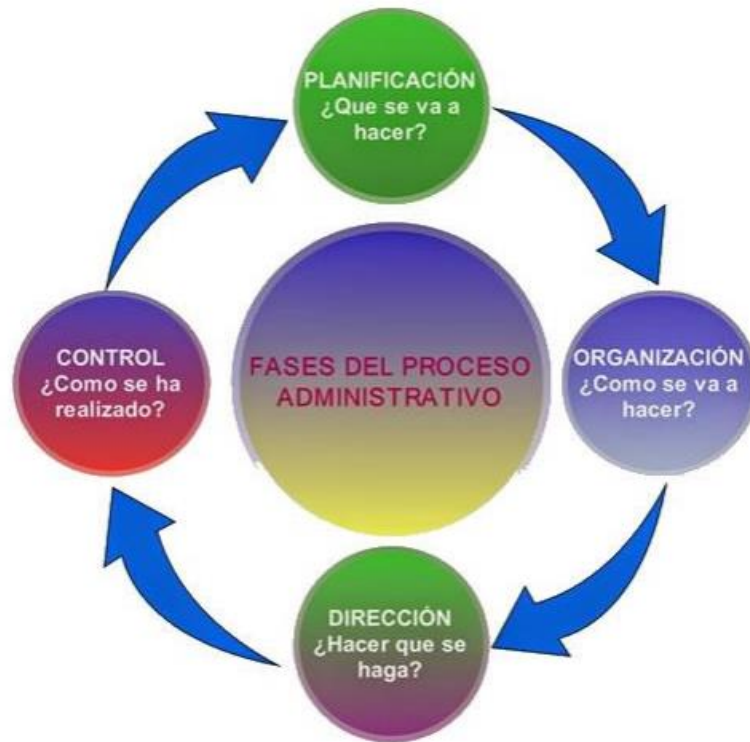 PLANIFICACIÓN
¿Que se va a
hacer?
CONTROL
¿Como se ha
realizado?
FASES DEL PROCESO
ADMINISTRATIVO
ORGANIZACIÓN
¿Como se va a
hacer?
DIRECCIÓN
¿Hacer que se
haga?